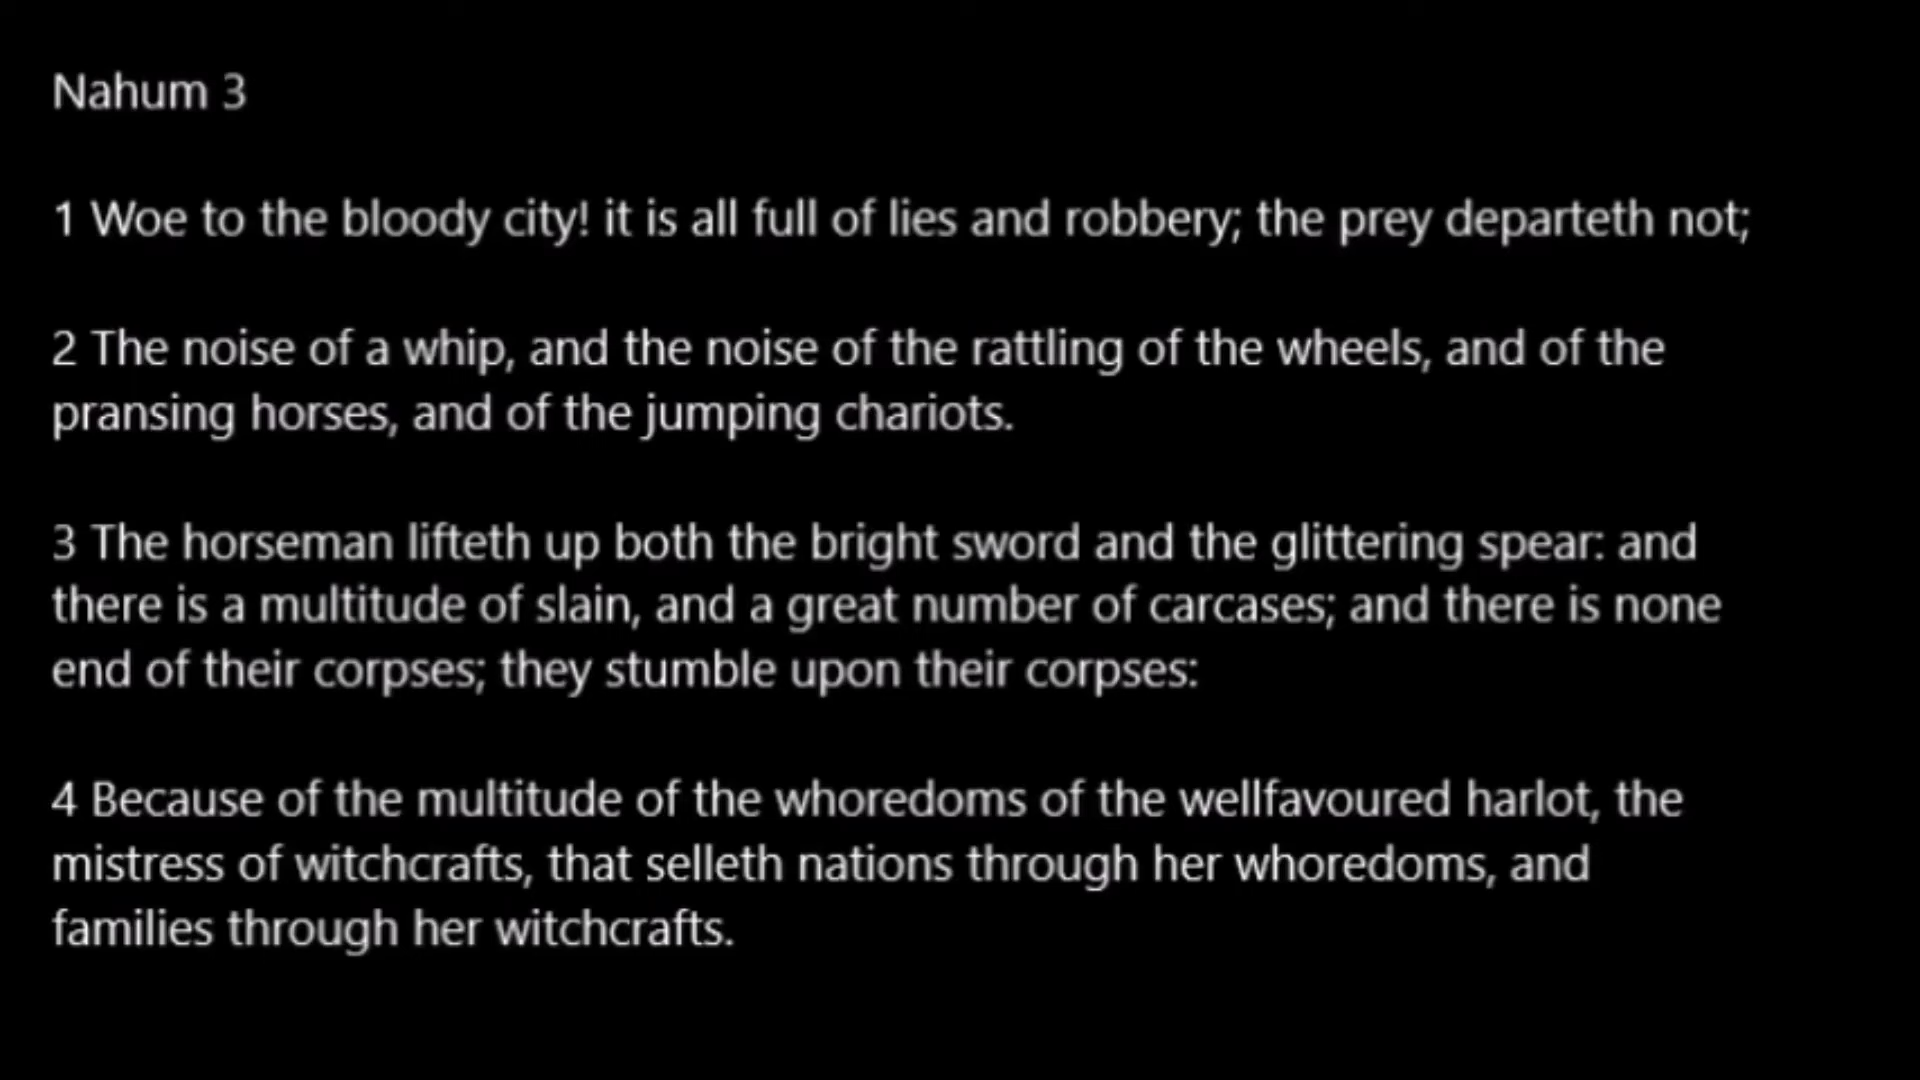 Nahum 3
1 Woe to the bloody city! it is all full of lies and robbery; the prey departeth not;
2 The noise of a whip, and the noise of the rattling of the wheels, and of the
pransing horses, and of the jumping chariots.
3 The horseman lifteth up both the bright sword and the glittering spear: and
there is a multitude of slain, and a great number of carcases; and there is none
end of their corpses; they stumble upon their corpses:
4 Because of the multitude of the whoredoms of the wellfavoured harlot, the
mistress of witchcrafts, that selleth nations through her whoredoms, and
families through her witchcrafts.